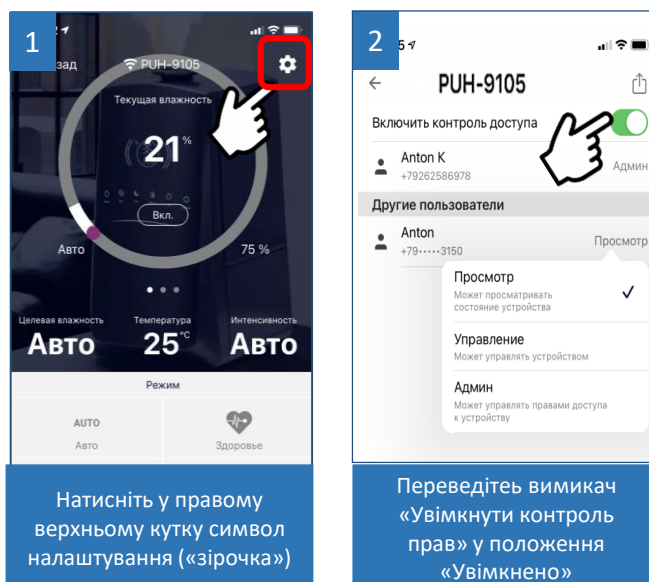 1
зад
PUH-9105
Текущая влажность
21%
Вкл.
Авто
75 %
Целевая влажность
Температура
Интенсивность
Авто
25°C
Авто
Режим
AUTO
Авто
Здоровье
Натисніть у правому
верхньому кутку символ
налаштування («зірочка»)
2
5
PUH-9105
Включить контроль доступа
Anton K
+79262586978
Админ
Другие пользователи
Anton
+79·····3150
Просмотр
Просмотр
Может просматривать
состояние устройства
Управление
Может управлять устройством
Админ
Может управлять правами доступа
к устройству
Переведітеь вимикач
«Увімкнути контроль
прав» у положення
«Увімкнено»